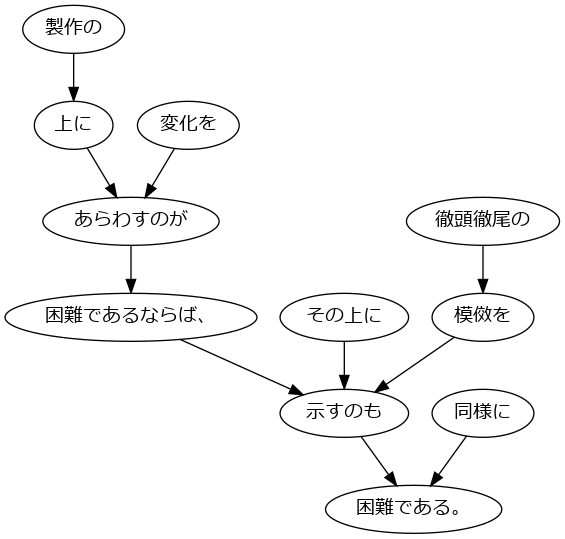 製作の
上に
変化を
あらわすのが
徹頭徹尾の
困難であるならば、
その上に
模倣を
示すのも
同様に
困難である。